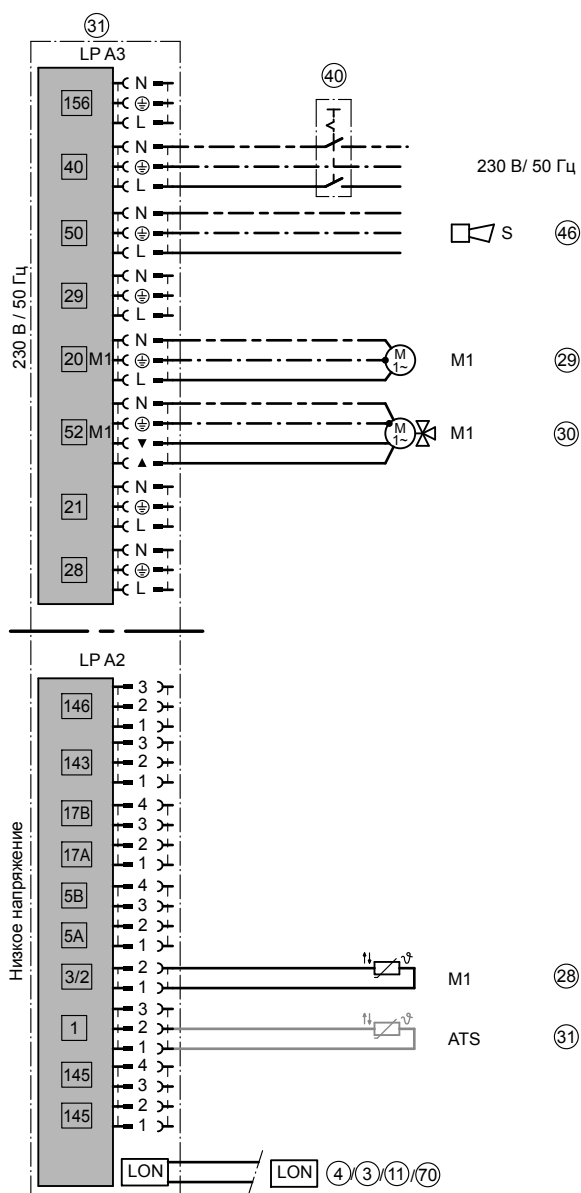 31
LP A3
156
N
L
40
N
L
40
230 В/ 50 Гц
50
N
L
S 46
29
N
L
230 В / 50 Гц
20 M1
N
L
M
1~
M1 29
52 M1
N
▼
▲
M
1~
M1 30
21
N
L
28
N
L
LP A2
Низкое напряжение
146
3
2
1
143
3
2
1
17B
4
3
17A
2
1
5B
4
3
5A
2
1
3/2
2
1
ϑ
M1 28
1
3
2
1
ϑ
ATS 31
145
4
3
145
2
1
LON LON 4/3/11/70